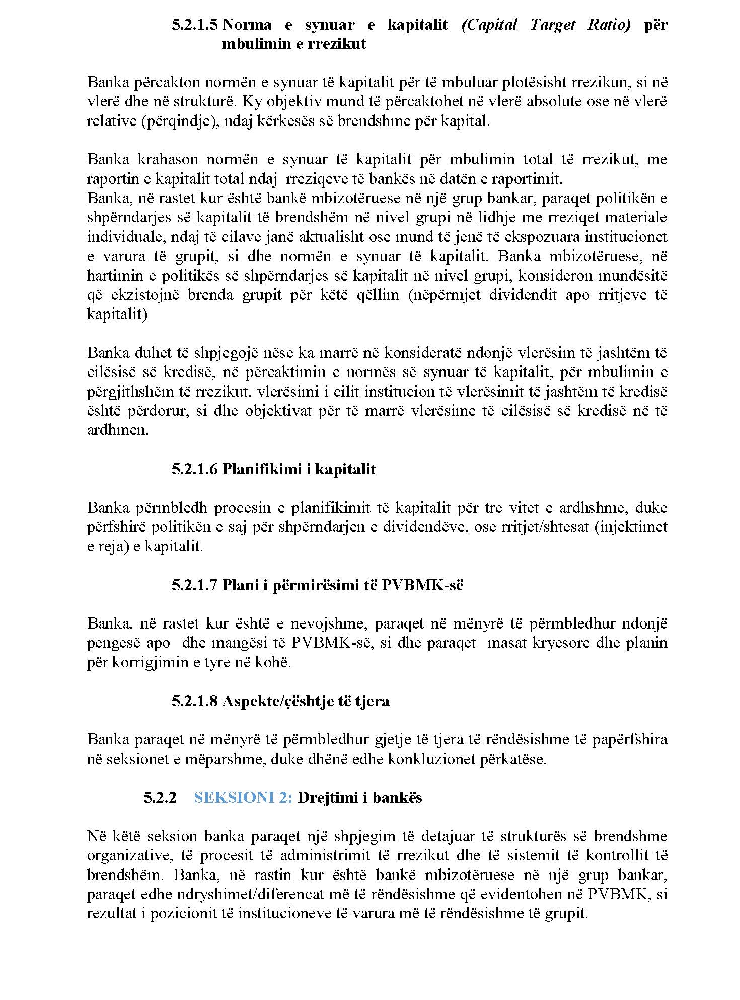 5.2.1.5 Norma e synuar e kapitalit (Capital Target Ratio) për
mbulimin e rrezikut
Banka përcakton normën e synuar të kapitalit për të mbuluar plotësisht rrezikun, si në
vlerë dhe në strukturë. Ky objektiv mund të përcaktohet në vlerë absolute ose në vlerë
relative (përqindje), ndaj kërkesës së brendshme për kapital.
Banka krahason normën e synuar të kapitalit për mbulimin total të rrezikut, me
raportin e kapitalit total ndaj  rreziqeve të bankës në datën e raportimit.
Banka, në rastet kur është bankë mbizotëruese në një grup bankar, paraqet politikën e
shpërndarjes së kapitalit të brendshëm në nivel grupi në lidhje me rreziqet materiale
individuale, ndaj të cilave janë aktualisht ose mund të jenë të ekspozuara institucionet
e varura të grupit, si dhe normën e synuar të kapitalit. Banka mbizotëruese, në
hartimin e politikës së shpërndarjes së kapitalit në nivel grupi, konsideron mundësitë
që ekzistojnë brenda grupit për këtë qëllim (nëpërmjet dividendit apo rritjeve të
kapitalit)
Banka duhet të shpjegojë nëse ka marrë në konsideratë ndonjë vlerësim të jashtëm të
cilësisë së kredisë, në përcaktimin e normës së synuar të kapitalit, për mbulimin e
përgjithshëm të rrezikut, vlerësimi i cilit institucion të vlerësimit të jashtëm të kredisë
është përdorur, si dhe objektivat për të marrë vlerësime të cilësisë së kredisë në të
ardhmen.
5.2.1.6 Planifikimi i kapitalit
Banka përmbledh procesin e planifikimit të kapitalit për tre vitet e ardhshme, duke
përfshirë politikën e saj për shpërndarjen e dividendëve, ose rritjet/shtesat (injektimet
e reja) e kapitalit.
5.2.1.7 Plani i përmirësimi të PVBMK-së
Banka, në rastet kur është e nevojshme, paraqet në mënyrë të përmbledhur ndonjë
pengesë apo  dhe mangësi të PVBMK-së, si dhe paraqet  masat kryesore dhe planin
për korrigjimin e tyre në kohë.
5.2.1.8 Aspekte/çështje të tjera
Banka paraqet në mënyrë të përmbledhur gjetje të tjera të rëndësishme të papërfshira
në seksionet e mëparshme, duke dhënë edhe konkluzionet përkatëse.
5.2.2 SEKSIONI 2: Drejtimi i bankës
Në këtë seksion banka paraqet një shpjegim të detajuar të strukturës së brendshme
organizative, të procesit të administrimit të rrezikut dhe të sistemit të kontrollit të
brendshëm. Banka, në rastin kur është bankë mbizotëruese në një grup bankar,
paraqet edhe ndryshimet/diferencat më të rëndësishme që evidentohen në PVBMK, si
rezultat i pozicionit të institucioneve të varura më të rëndësishme të grupit.